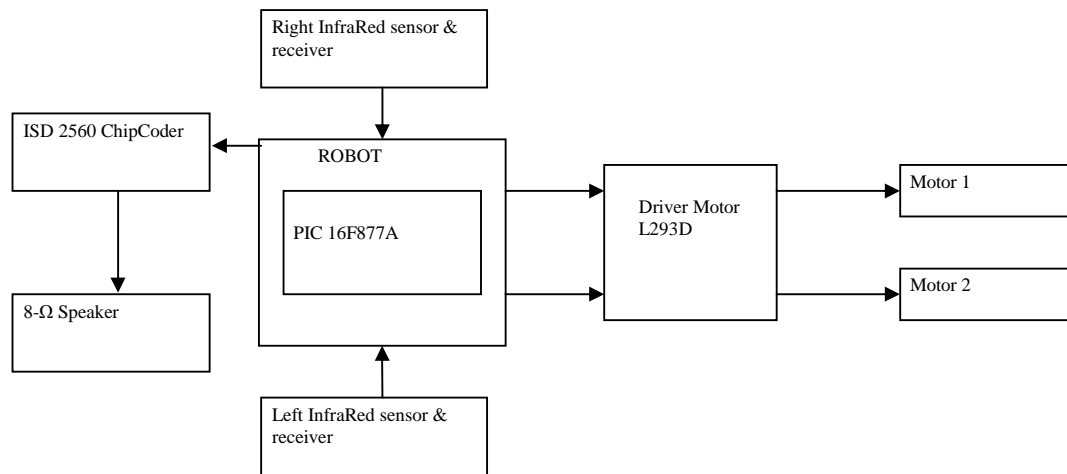 Right InfraRed sensor &
receiver
ISD 2560 ChipCoder
ROBOT
PIC 16F877A
Driver Motor
L293D
Motor 1
Motor 2
8-Ω Speaker
Left InfraRed sensor &
receiver